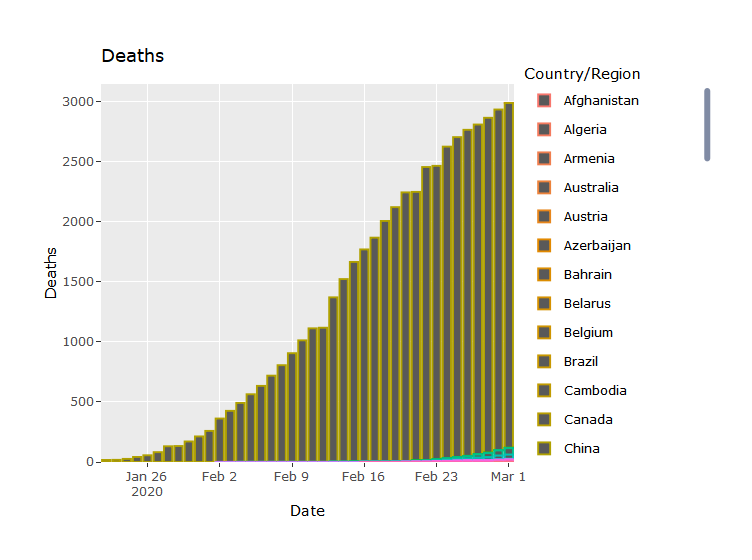 Deaths
Country/Region
Afghanistan
Algeria
Armenia
Australia
Austria
Azerbaijan
Bahrain
Belarus
Belgium
Brazil
Cambodia
Canada
China
Deaths
3000
2500
2000
1500
1000
500
0
Jan 26
2020
Feb 2
Feb 9
Feb 16
Feb 23
Mar 1
Date